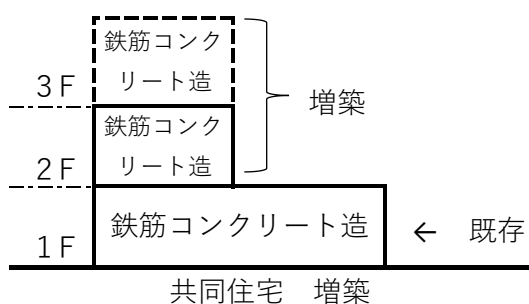 鉄筋コンク
リート造
3F
増築
鉄筋コンク
リート造
2F
鉄筋コンクリート造
← 既存
1F
共同住宅 増築